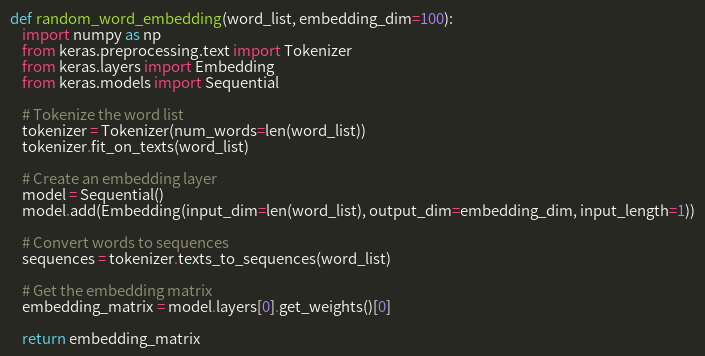 def random_word_embedding(word_list, embedding_dim=100):
    import numpy as np
    from keras.preprocessing.text import Tokenizer
    from keras.layers import Embedding
    from keras.models import Sequential

    # Tokenize the word list
    tokenizer = Tokenizer(num_words=len(word_list))
    tokenizer.fit_on_texts(word_list)

    # Create an embedding layer
    model = Sequential()
    model.add(Embedding(input_dim=len(word_list), output_dim=embedding_dim, input_length=1))

    # Convert words to sequences
    sequences = tokenizer.texts_to_sequences(word_list)

    # Get the embedding matrix
    embedding_matrix = model.layers[0].get_weights()[0]

    return embedding_matrix